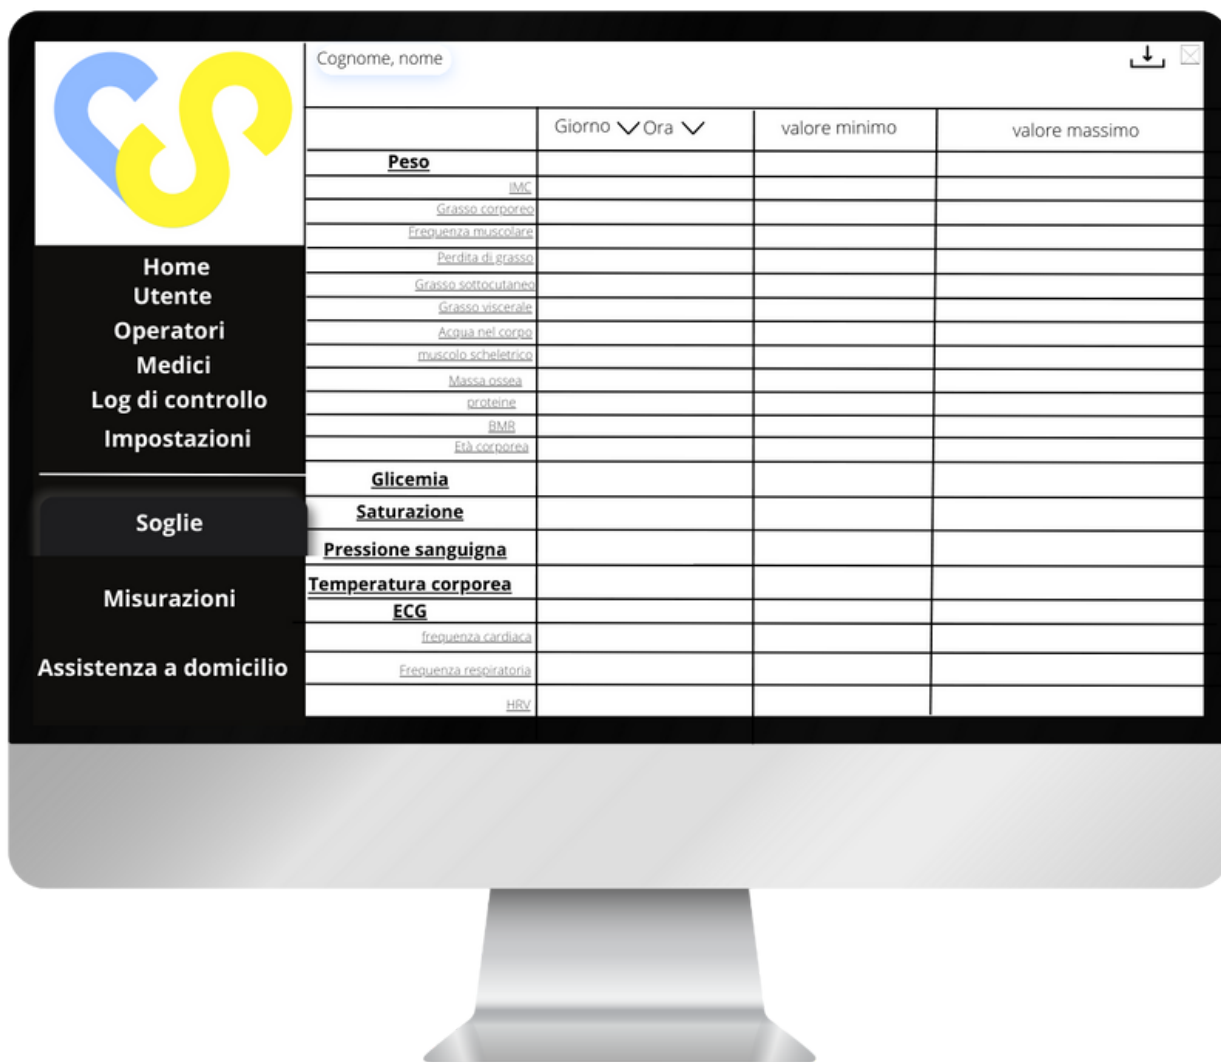 Cognome, nome
Giorno Ora valore minimo valore massimo
Peso
IMC
Grasso corporeo
Frequenza muscolare
Perdita di grasso
Grasso sottocutaneo
Grasso viscerale
Acqua nel corpo
muscolo scheletrico
Massa ossea
proteine
BMR
Età corporea
Glicemia
Saturazione
Pressione sanguigna
Temperatura corporea
ECG
frequenza cardiaca
Frequenza respiratoria
HRV
Home
Utente
Operatori
Medici
Log di controllo
Impostazioni
Soglie
Misurazioni
Assistenza a domicilio